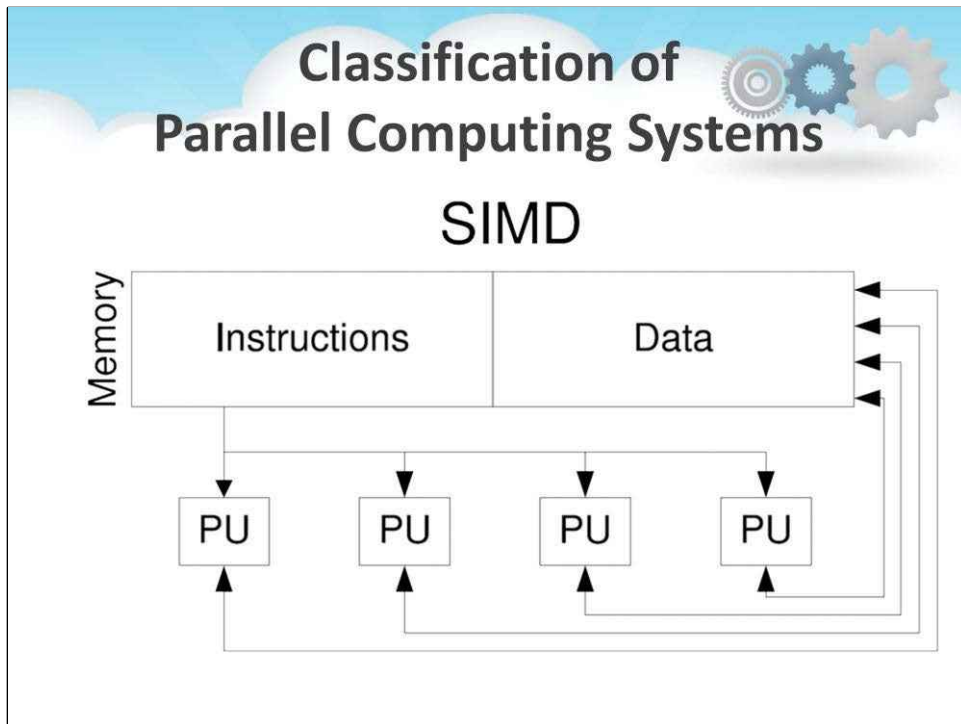 Classification of
Parallel Computing Systems
SIMD
Memory
Instructions
Data
PU
PU
PU
PU